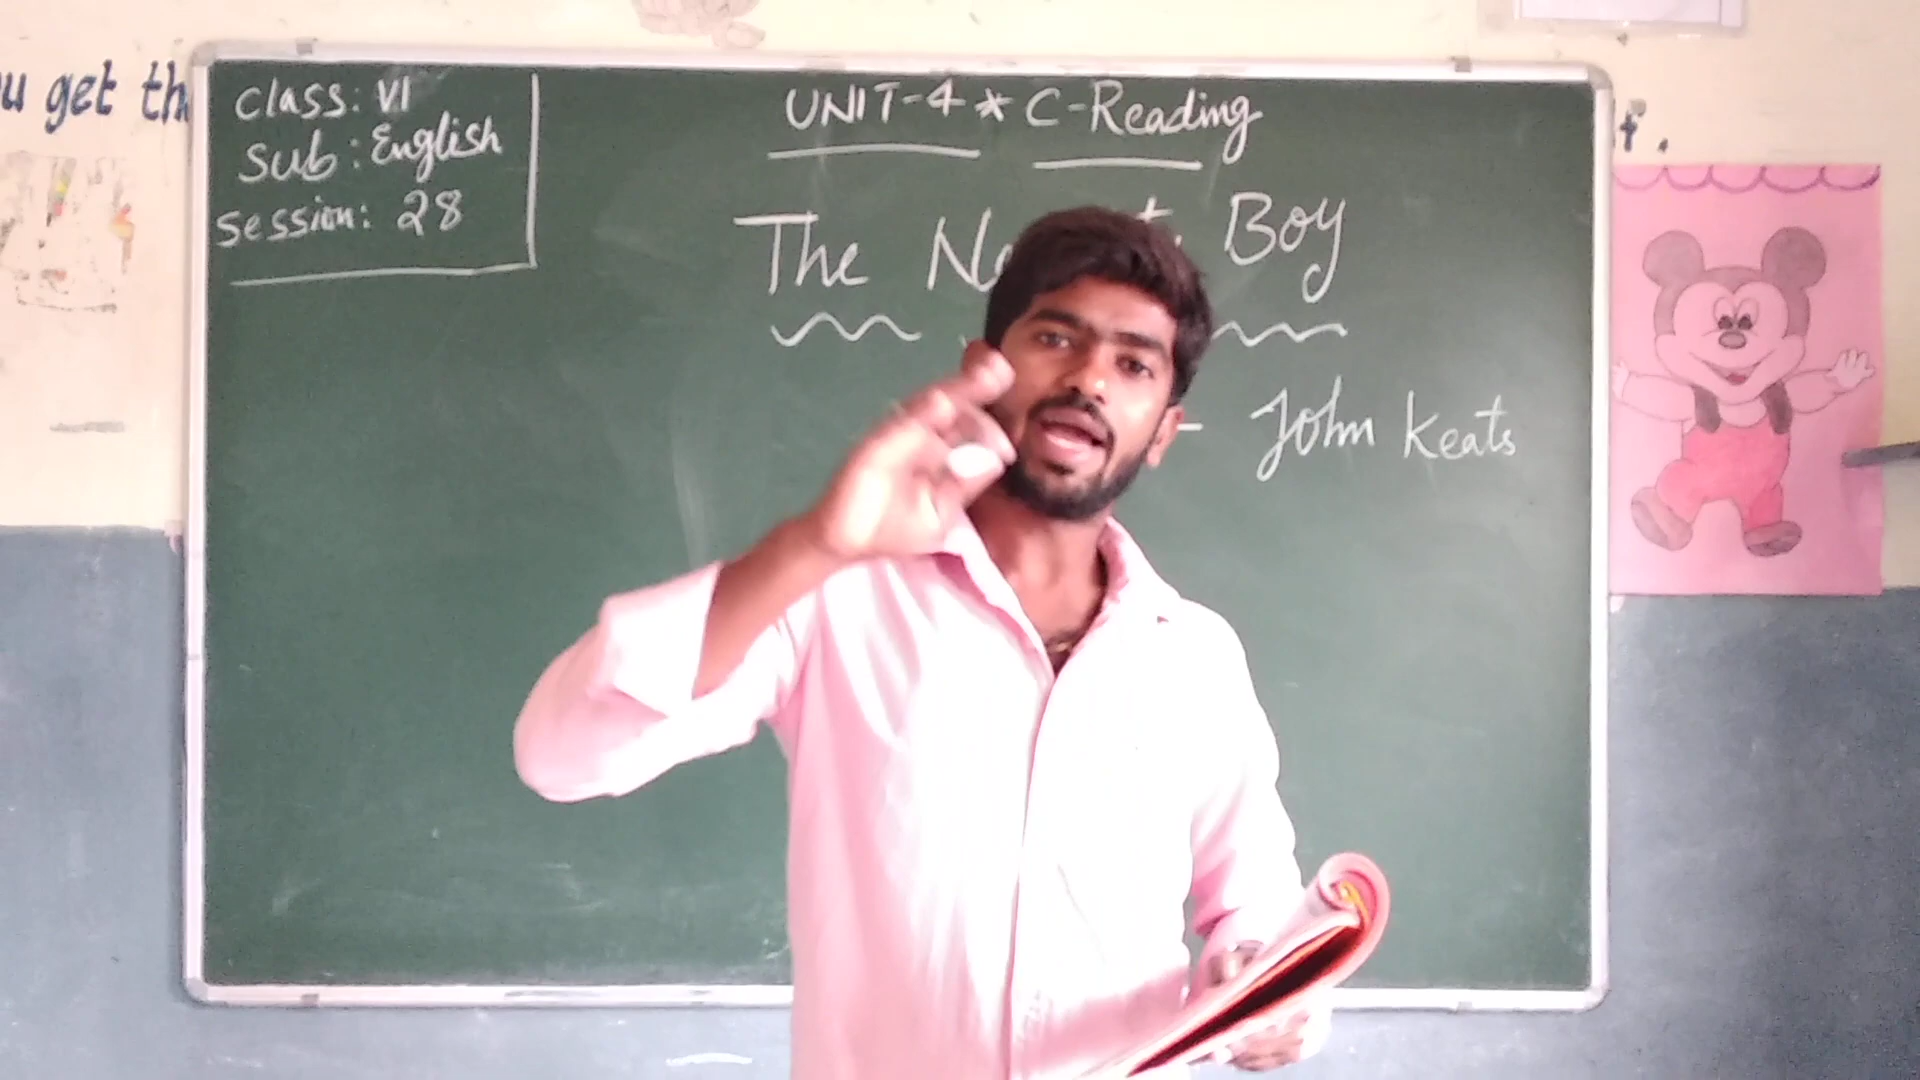 u get th
Class: VI
Sub: English
Session: 28
UNIT-4 * C-Reading
The Boy
- John Keats